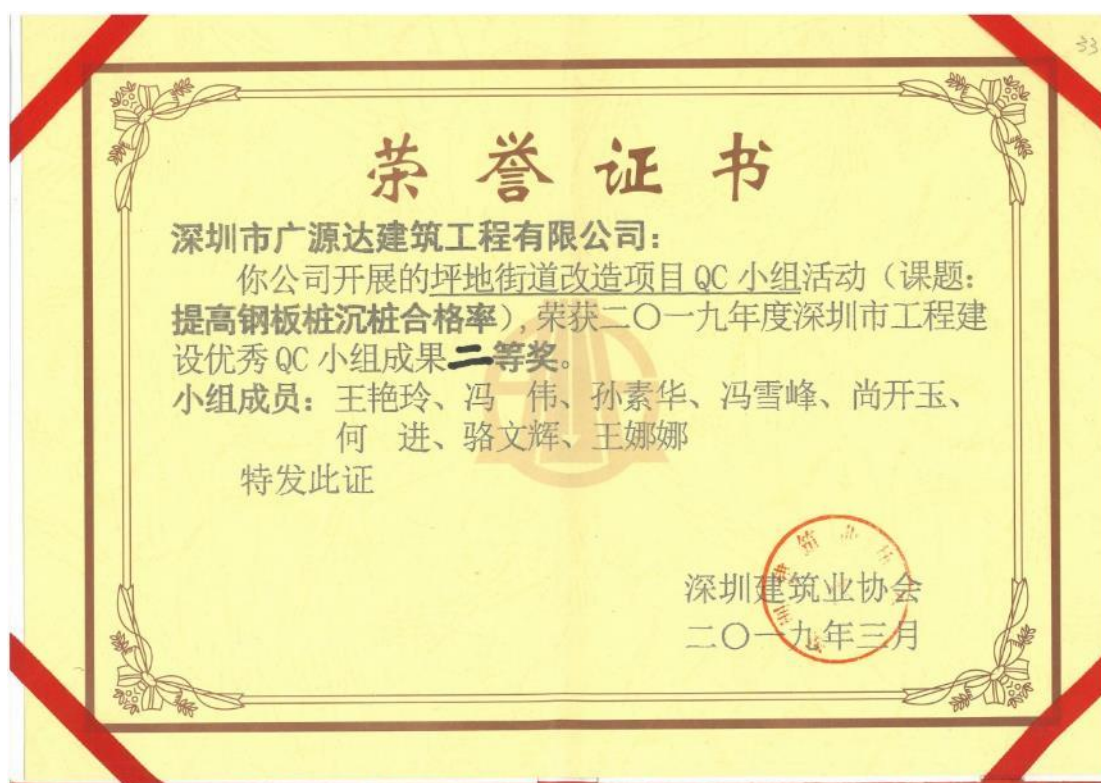 33
荣誉证书
深圳市广源达建筑工程有限公司：
你公司开展的坪地街道改造项目 QC 小组活动（课题：
提高钢板桩沉桩合格率），荣获二〇一九年度深圳市工程建
设优秀 QC 小组成果二等奖。
小组成员：王艳玲、冯　伟、孙素华、冯雪峰、尚开玉、
何　进、骆文辉、王娜娜
特发此证
深圳建筑业协会
二〇一九年三月